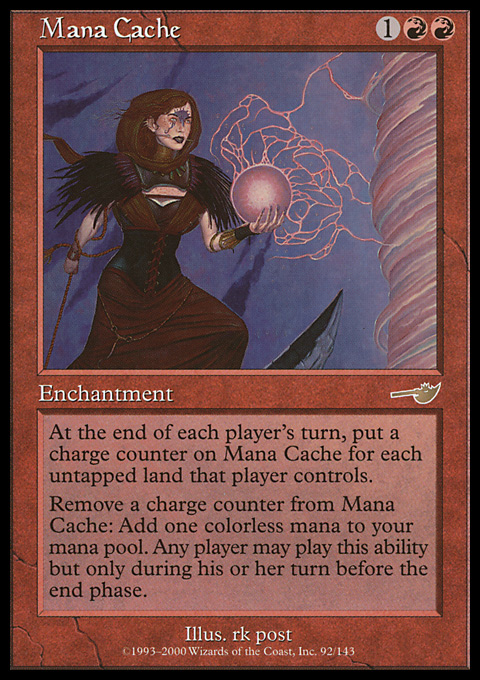 Mana Cache 1
Enchantment
At the end of each player's turn, put a
charge counter on Mana Cache for each
untapped land that player controls.
Remove a charge counter from Mana
Cache: Add one colorless mana to your
mana pool. Any player may play this ability
but only during his or her turn before the
end phase.
Illus. rk post
©1993–2000 Wizards of the Coast, Inc. 92/143